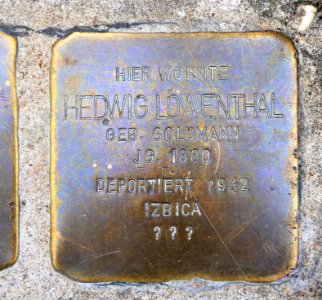 HIER WOHNTE
HEDWIG LÖWENTHAL
GEB. GOLDMANN
JG. 1880
DEPORTIERT 1942
IZBICA
? ? ?